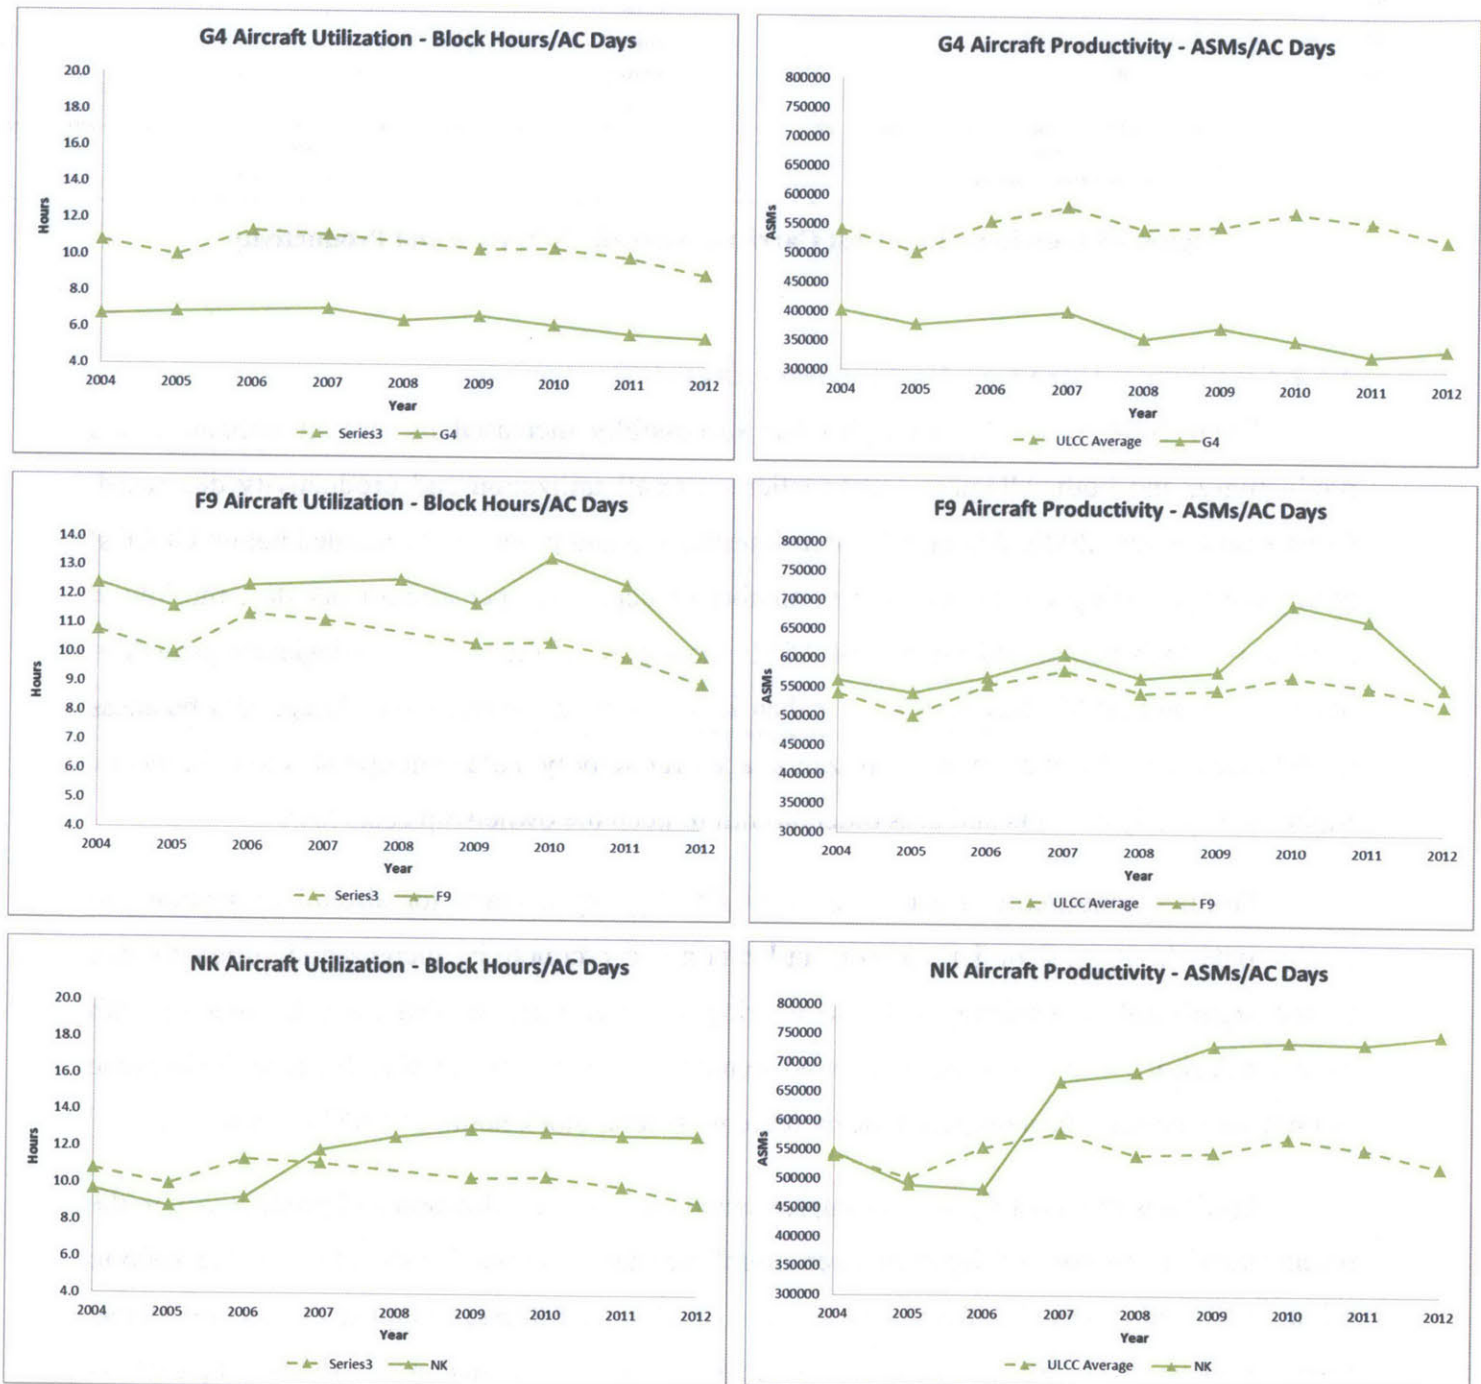 G4 Aircraft Utilization - Block Hours/AC Days
20.0
18.0
16.0
14.0
12.0
10.0
8.0
6.0
4.0
Hours
2004 2005 2006 2007 2008 2009 2010 2011 2012
Year
Series3 G4
G4 Aircraft Productivity - ASMs/AC Days
800000
750000
700000
650000
600000
550000
500000
450000
400000
350000
300000
ASMs
2004 2005 2006 2007 2008 2009 2010 2011 2012
Year
ULCC Average G4
F9 Aircraft Utilization - Block Hours/AC Days
14.0
13.0
12.0
11.0
10.0
9.0
8.0
7.0
6.0
5.0
4.0
Hours
2004 2005 2006 2007 2008 2009 2010 2011 2012
Year
Series3 F9
F9 Aircraft Productivity - ASMs/AC Days
800000
750000
700000
650000
600000
550000
500000
450000
400000
350000
300000
ASMs
2004 2005 2006 2007 2008 2009 2010 2011 2012
Year
ULCC Average F9
NK Aircraft Utilization - Block Hours/AC Days
20.0
18.0
16.0
14.0
12.0
10.0
8.0
6.0
4.0
Hours
2004 2005 2006 2007 2008 2009 2010 2011 2012
Year
Series3 NK
NK Aircraft Productivity - ASMs/AC Days
800000
750000
700000
650000
600000
550000
500000
450000
400000
350000
300000
ASMs
2004 2005 2006 2007 2008 2009 2010 2011 2012
Year
ULCC Average NK